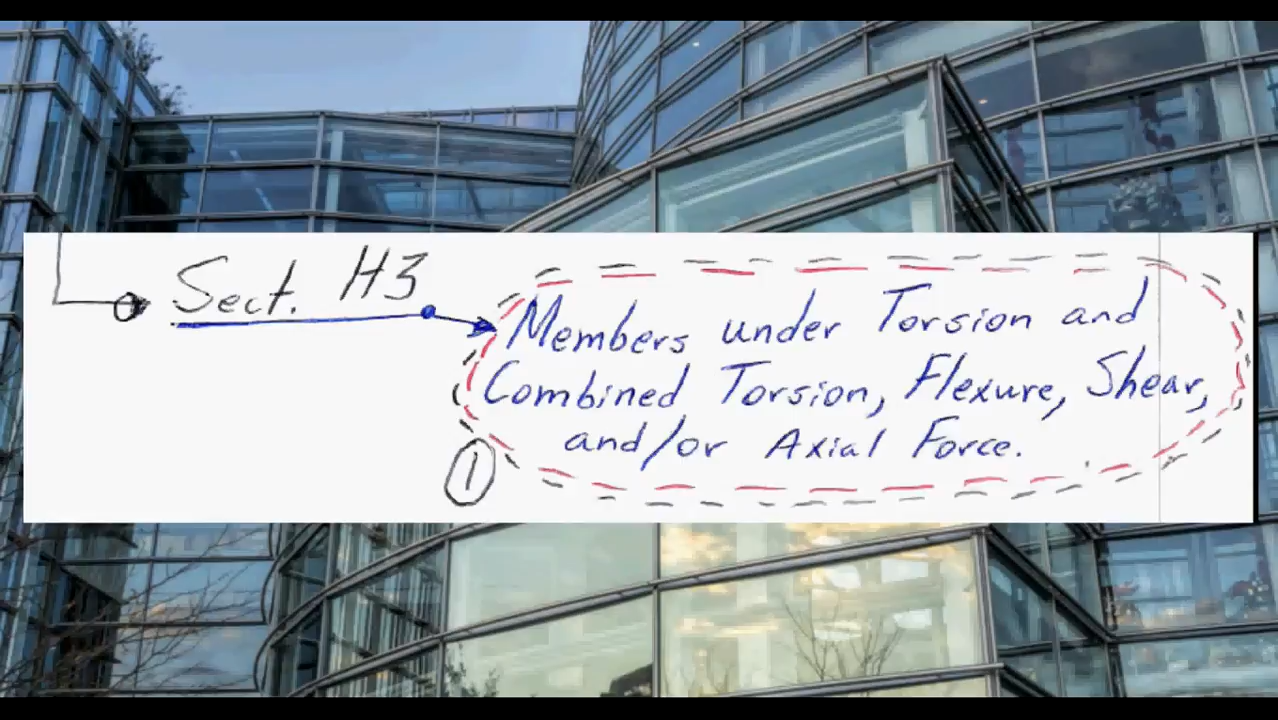 Sect. H3
Members under Torsion and
Combined Torsion, Flexure, Shear,
and/or Axial Force.
1